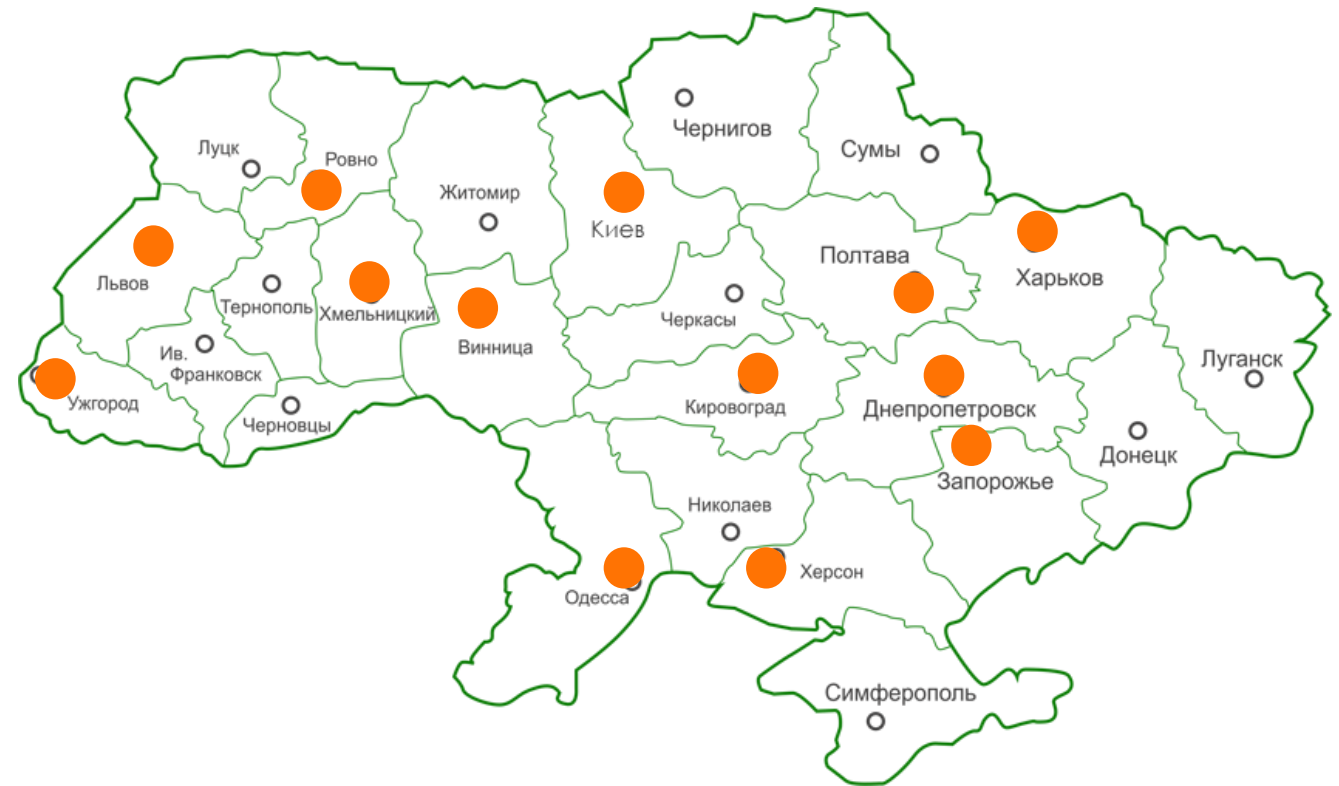 Чернигов
Сумы
Луцк
Ровно
Житомир
Киев
Полтава
Харьков
Львов
Тернополь
Хмельницкий
Черкасы
Винница
Ив.
Франковск
Луганск
Ужгород
Кировоград
Днепропетровск
Черновцы
Донецк
Запорожье
Николаев
Херсон
Одесса
Симферополь